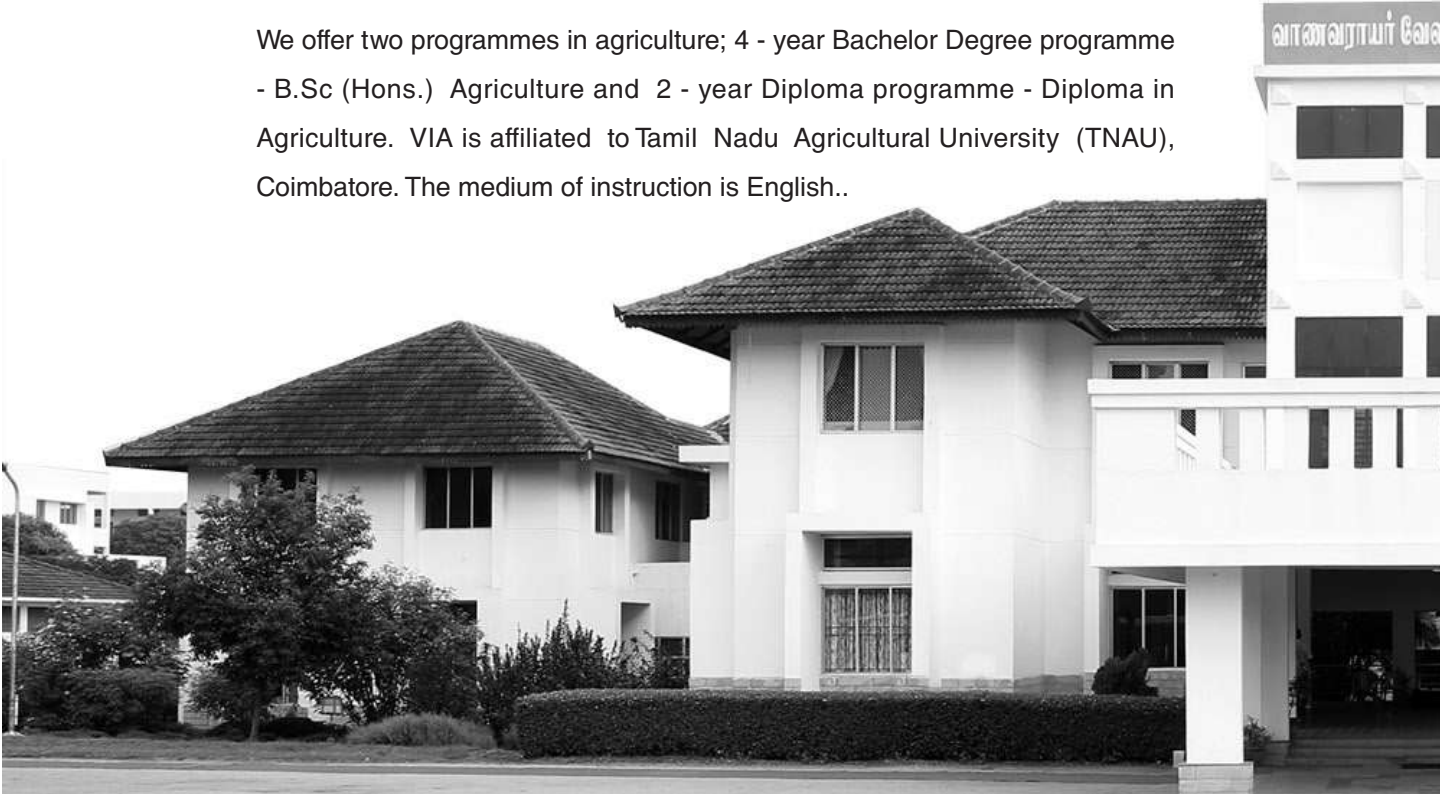 We offer two programmes in agriculture; 4 - year Bachelor Degree programme
- B.Sc (Hons.) Agriculture and 2 - year Diploma programme - Diploma in
Agriculture. VIA is affiliated to Tamil Nadu Agricultural University (TNAU),
Coimbatore. The medium of instruction is English..
வாணவராயர்